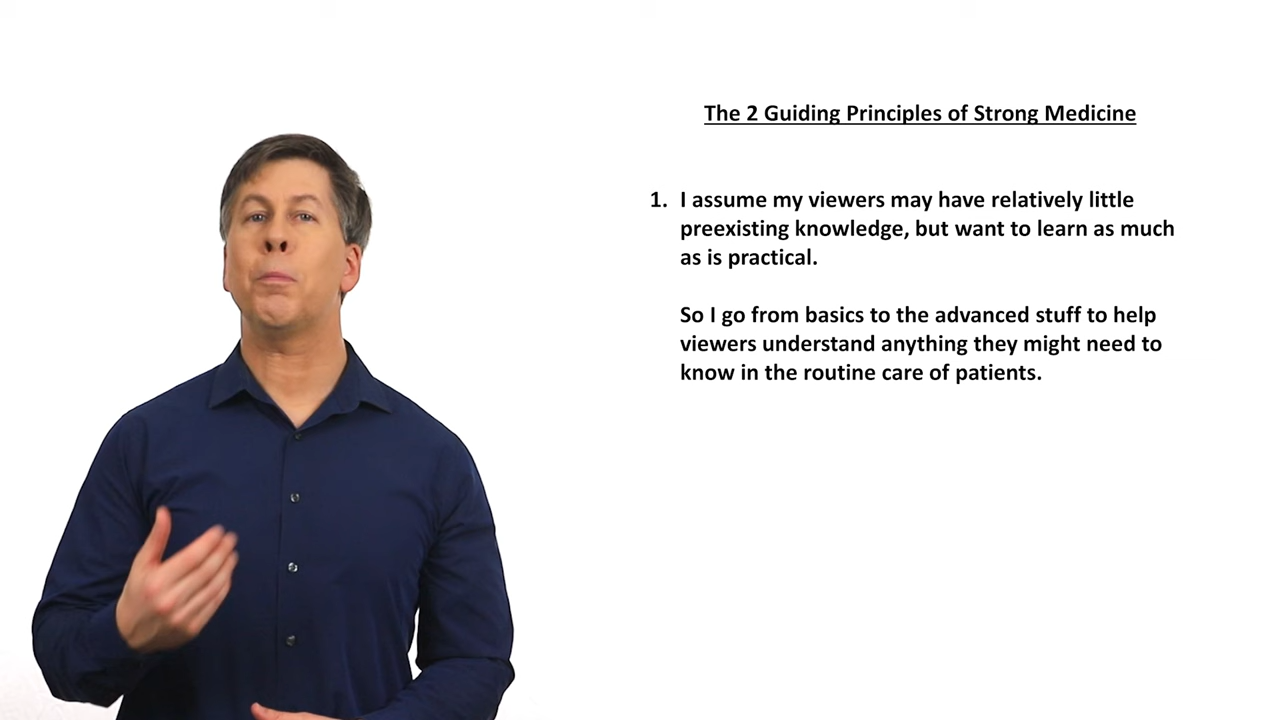 The 2 Guiding Principles of Strong Medicine
1. I assume my viewers may have relatively little
preexisting knowledge, but want to learn as much
as is practical.
So I go from basics to the advanced stuff to help
viewers understand anything they might need to
know in the routine care of patients.